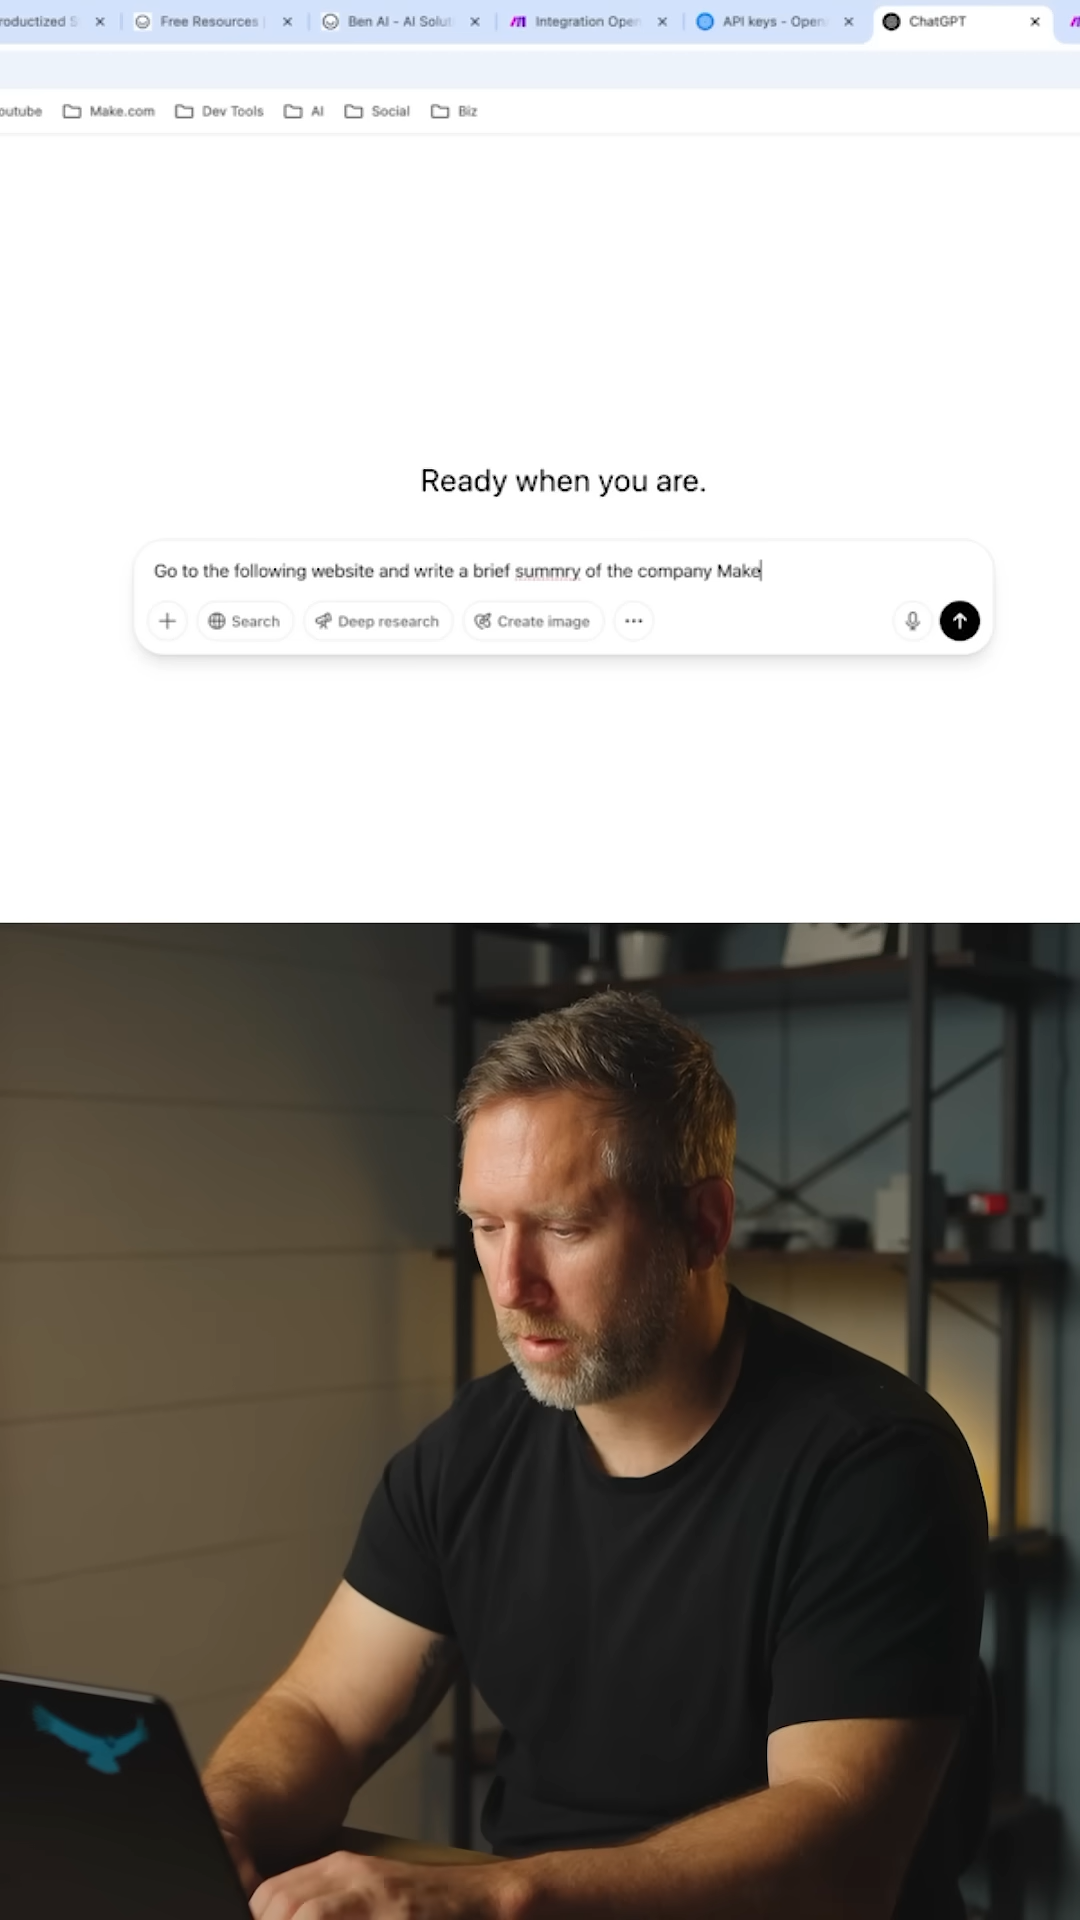 roductized S
Free Resources
Ben AI - AI Solut
Integration Open
API keys - Open
ChatGPT
outube
Make.com
Dev Tools
AI
Social
Biz
Ready when you are.
Go to the following website and write a brief summry of the company Make
Search
Deep research
Create image